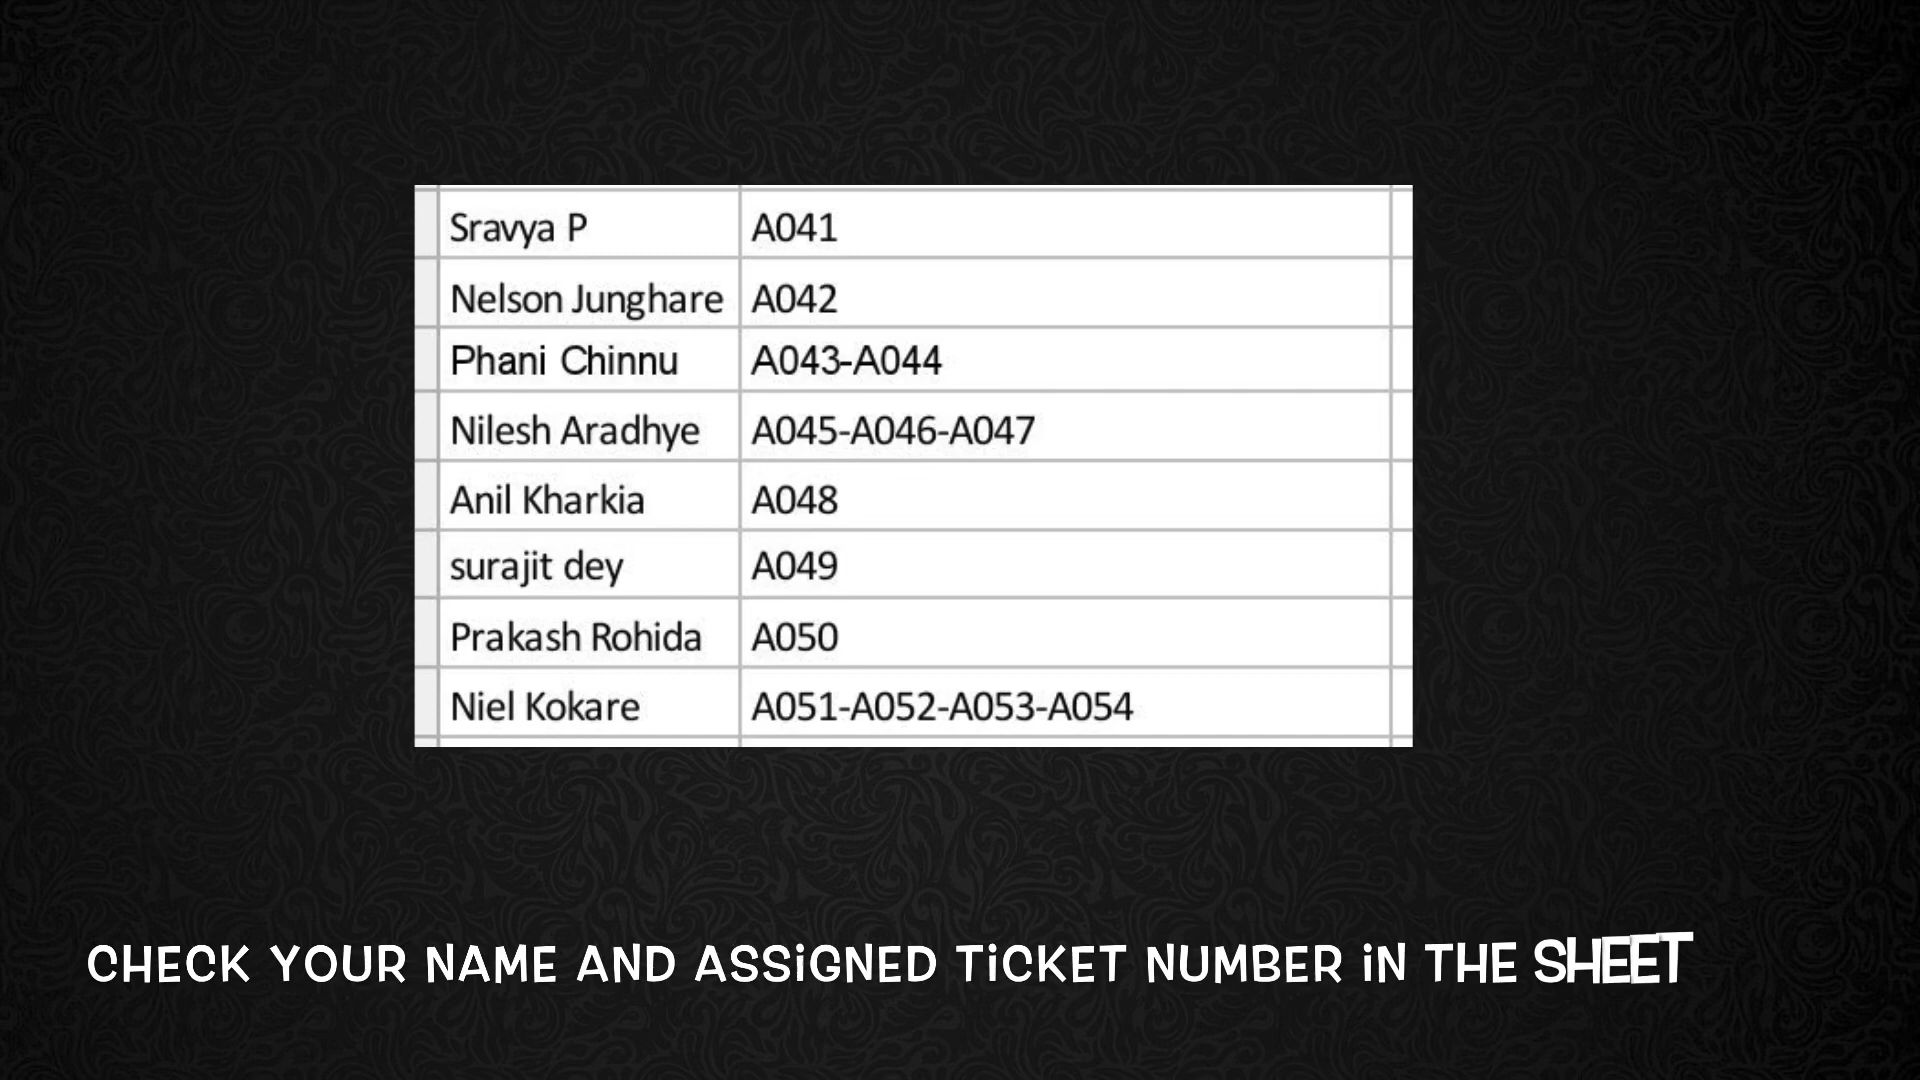 Sravya P A041
Nelson Junghare A042
Phani Chinnu A043-A044
Nilesh Aradhye A045-A046-A047
Anil Kharkia A048
surajit dey A049
Prakash Rohida A050
Niel Kokare A051-A052-A053-A054
CHECK YOUR NAME AND ASSiGNED TiCKET NUMBER iN THE SHEET